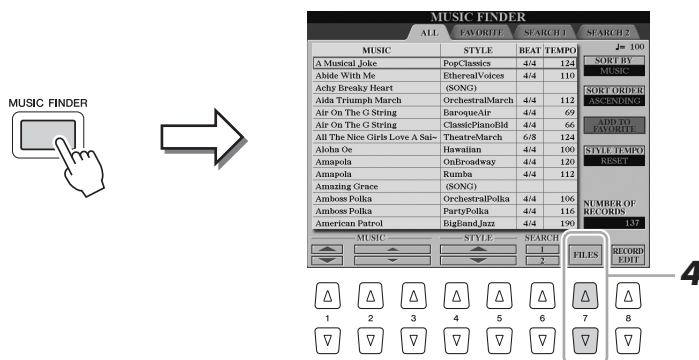 MUSIC FINDER
MUSIC FINDER
ALL FAVORITE SEARCH 1 SEARCH 2
MUSIC STYLE BEAT TEMPO
♩= 100
A Musical Joke PopClassics 4/4 124
Abide With Me EtherealVoices 4/4 110
Achy Breaky Heart (SONG)
Aida Triumph March OrchestralMarch 4/4 112
Air On The G String BaroqueAir 4/4 69
Air On The G String ClassicPianoBld 4/4 66
All The Nice Girls Love A Sai~ TheatreMarch 6/8 124
Aloha Oe Hawaiian 4/4 100
Amapola OnBroadway 4/4 120
Amapola Rumba 4/4 112
Amazing Grace (SONG)
Amboss Polka OrchestralPolka 4/4 106
Amboss Polka PartyPolka 4/4 116
American Patrol BigBandJazz 4/4 190
SORT BY
MUSIC
SORT ORDER
ASCENDING
ADD TO
FAVORITE
STYLE TEMPO
RESET
NUMBER OF
RECORDS
137
MUSIC STYLE SEARCH
1
2
FILES
RECORD
EDIT
4
1 2 3 4 5 6 7 8